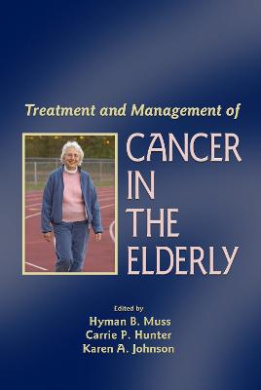 Treatment and Management of
CANCER
IN
THE
ELDERLY
Edited by
Hyman B. Muss
Carrie P. Hunter
Karen A. Johnson